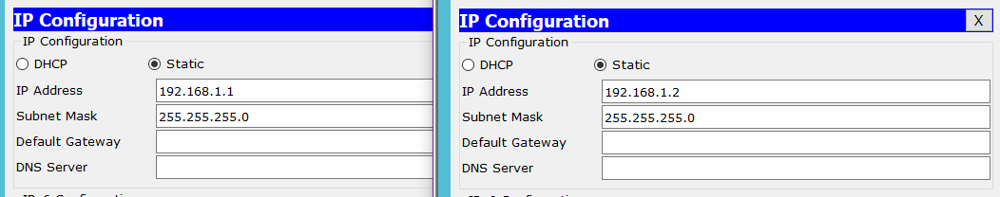 IP Configuration
IP Configuration
DHCP
Static
IP Address
192.168.1.1
Subnet Mask
255.255.255.0
Default Gateway
DNS Server
IP Configuration
X
IP Configuration
DHCP
Static
IP Address
192.168.1.2
Subnet Mask
255.255.255.0
Default Gateway
DNS Server